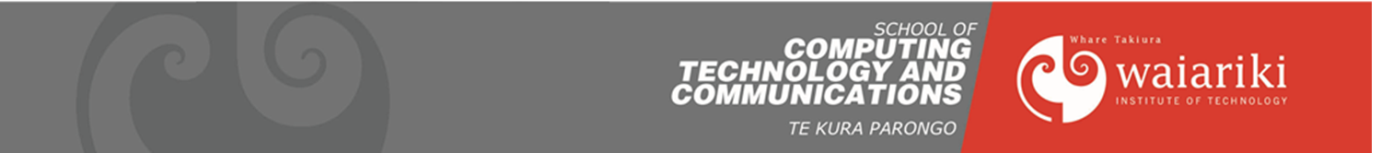 SCHOOL OF
COMPUTING
TECHNOLOGY AND
COMMUNICATIONS
TE KURA PARONGO
Whare Takiura
waiariki
INSTITUTE OF TECHNOLOGY